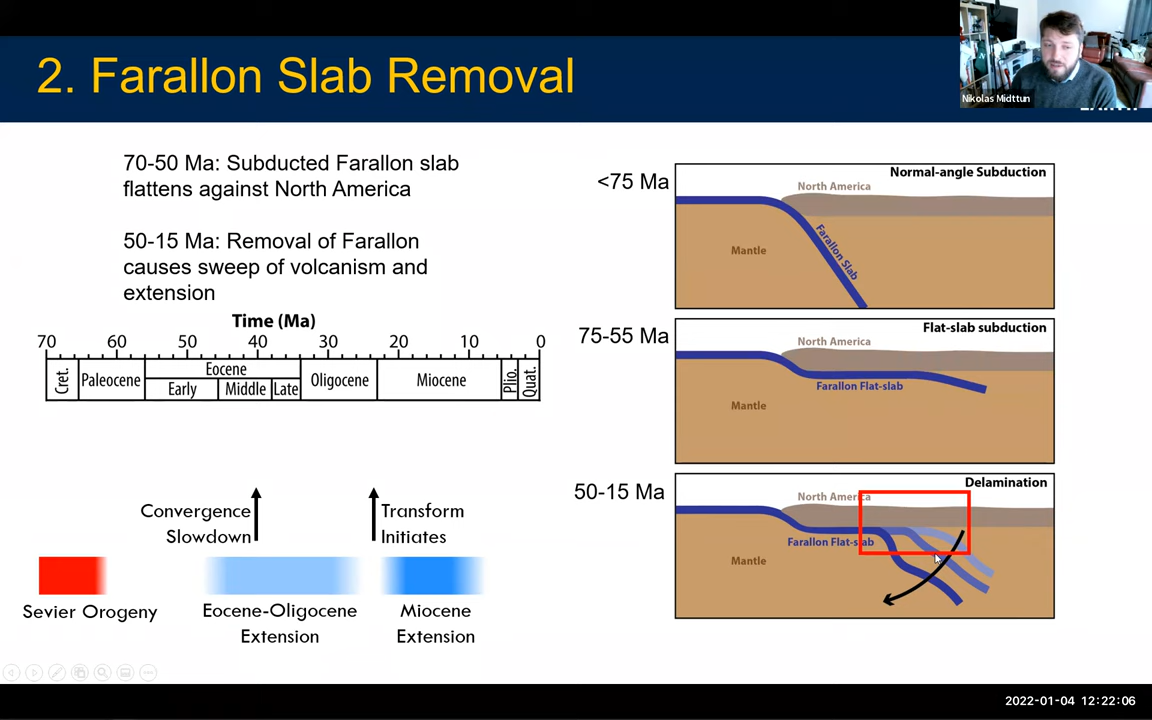 2. Farallon Slab Removal
Nikolas Midttun
70-50 Ma: Subducted Farallon slab
flattens against North America
50-15 Ma: Removal of Farallon
causes sweep of volcanism and
extension
Time (Ma)
70 60 50 40 30 20 10 0
Cret.
Paleocene
Eocene
Early
Middle
Late
Oligocene
Miocene
Plio.
Quat.
Convergence
Slowdown
Transform
Initiates
Sevier Orogeny
Eocene-Oligocene
Extension
Miocene
Extension
<75 Ma
Normal-angle Subduction
North America
Farallon Slab
Mantle
75-55 Ma
Flat-slab subduction
North America
Farallon Flat-slab
Mantle
50-15 Ma
Delamination
North America
Farallon Flat-slab
Mantle
2022-01-04 12:22:06